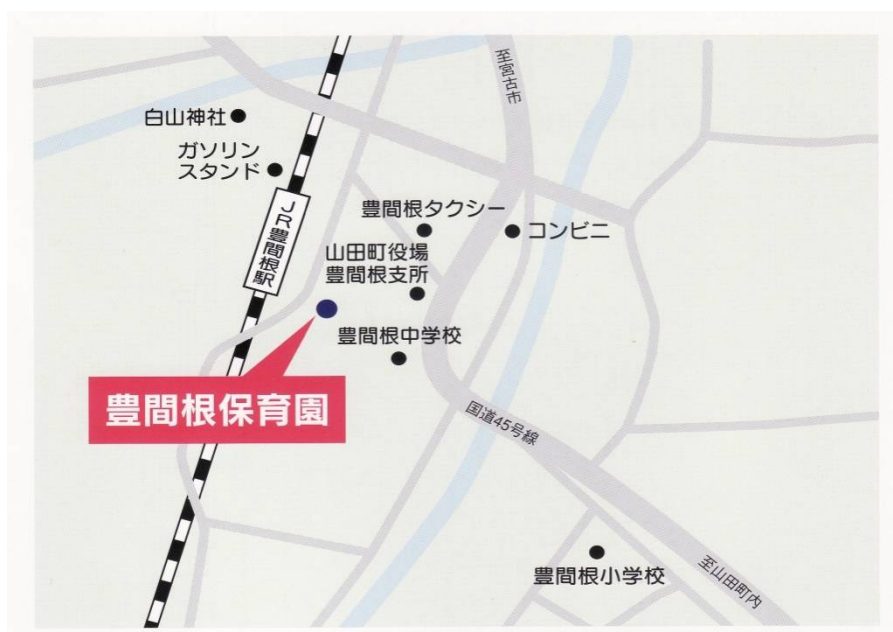 至宮古市
白山神社
ガソリン
スタンド
JR豊間根駅
豊間根タクシー
コンビニ
山田町役場
豊間根支所
豊間根中学校
豊間根保育園
国道45号線
豊間根小学校
至山田町内